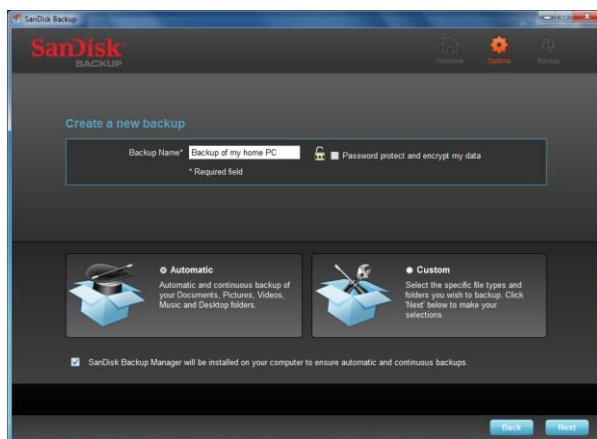 SanDisk Backup
SanDisk
BACKUP
Welcome
Options
Backup
Create a new backup
Backup Name* Backup of my home PC Password protect and encrypt my data
* Required field
Automatic
Automatic and continuous backup of
your Documents, Pictures, Videos,
Music and Desktop folders.
Custom
Select the specific file types and
folders you wish to backup. Click
'Next' below to make your
selections.
SanDisk Backup Manager will be installed on your computer to ensure automatic and continuous backups.
Back Next